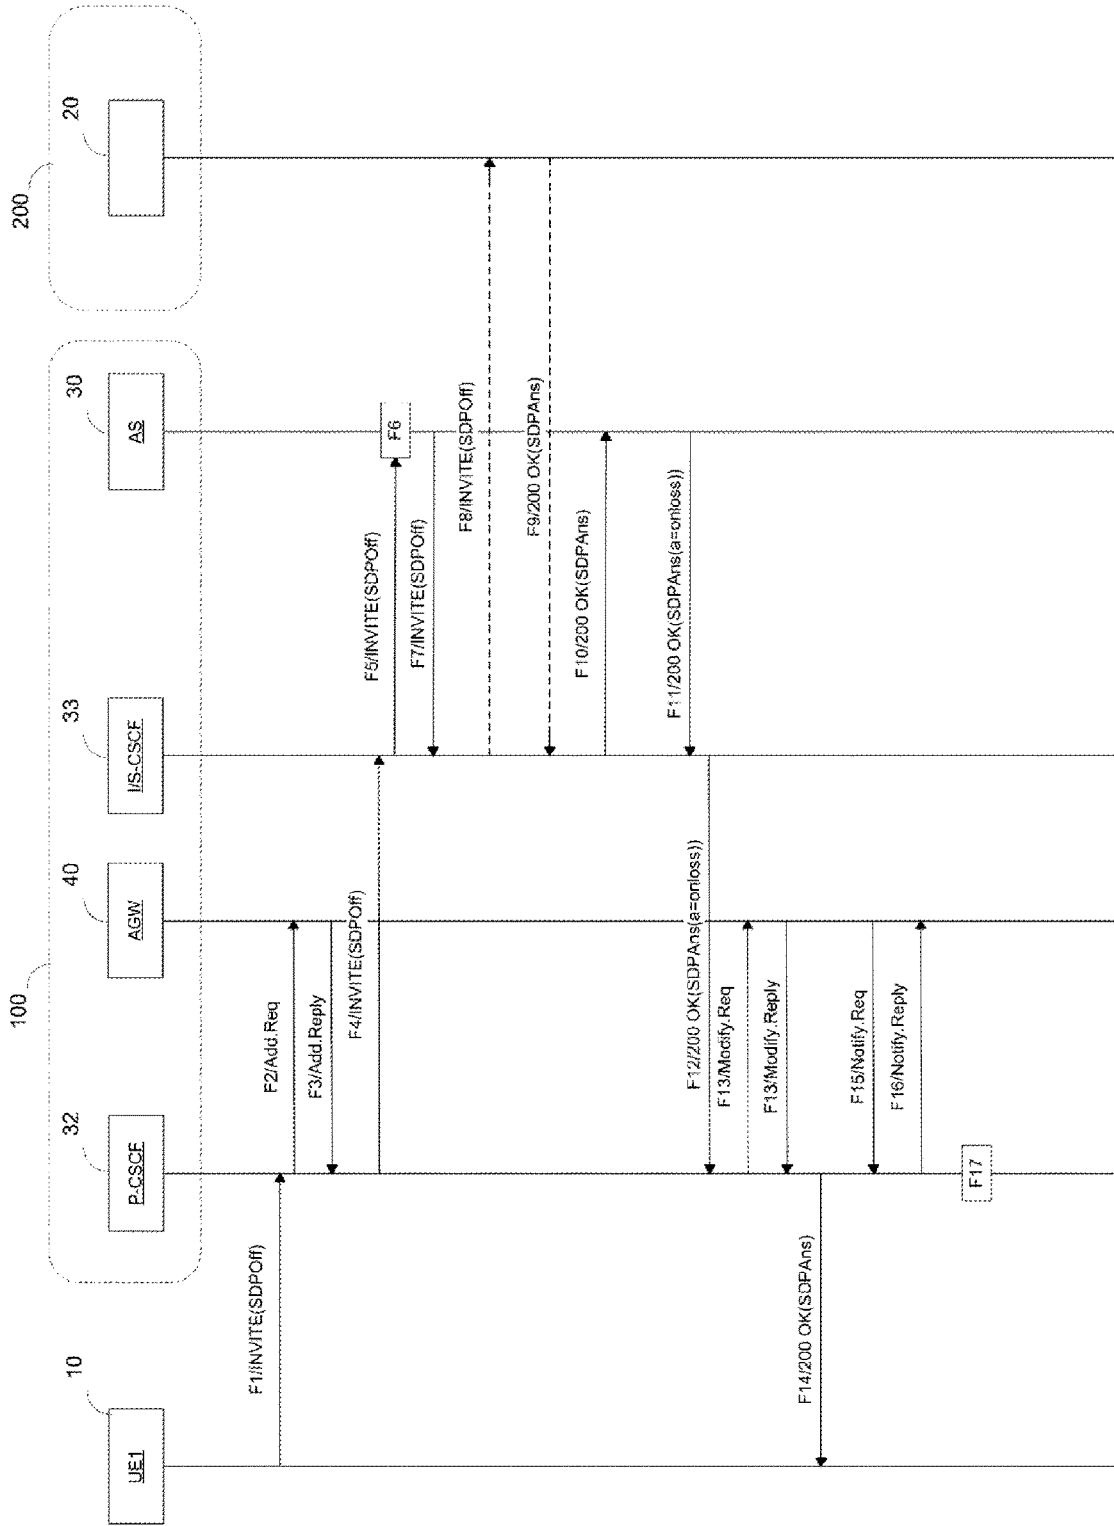 100
200
10
UE1
32
P-CSCF
40
AGW
33
I/S-CSCF
30
AS
20
F1/INVITE(SDPOff)
F2/Add.Req
F3/Add.Reply
F4/INVITE(SDPOff)
F5/INVITE(SDPOff)
F6
F7/INVITE(SDPOff)
F8/INVITE(SDPOff)
F9/200 OK(SDPAns)
F10/200 OK(SDPAns)
F11/200 OK(SDPAns(a=onloss))
F12/200 OK(SDPAns(a=onloss))
F13/Modify.Req
F13/Modify.Reply
F14/200 OK(SDPAns)
F15/Notify.Req
F16/Notify.Reply
F17